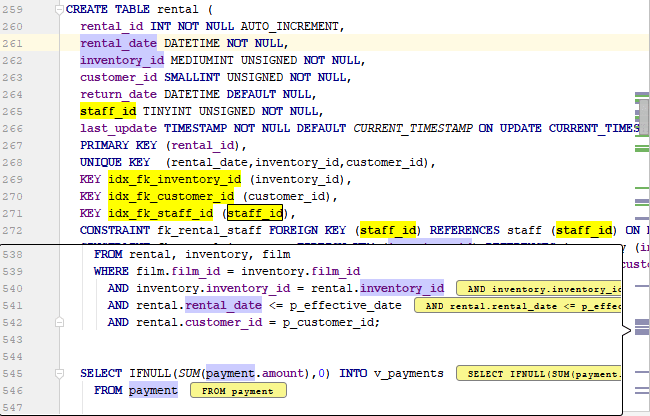 259 CREATE TABLE rental (
260 rental_id INT NOT NULL AUTO_INCREMENT,
261 rental_date DATETIME NOT NULL,
262 inventory_id MEDIUMINT UNSIGNED NOT NULL,
263 customer_id SMALLINT UNSIGNED NOT NULL,
264 return_date DATETIME DEFAULT NULL,
265 staff_id TINYINT UNSIGNED NOT NULL,
266 last_update TIMESTAMP NOT NULL DEFAULT CURRENT_TIMESTAMP ON UPDATE CURRENT_TIMES
267 PRIMARY KEY (rental_id),
268 UNIQUE KEY (rental_date,inventory_id,customer_id),
269 KEY idx_fk_inventory_id (inventory_id),
270 KEY idx_fk_customer_id (customer_id),
271 KEY idx_fk_staff_id (staff_id),
272 CONSTRAINT fk_rental_staff FOREIGN KEY (staff_id) REFERENCES staff (staff_id) ON
538 FROM rental, inventory, film
539 WHERE film.film_id = inventory.film_id
540 AND inventory.inventory_id = rental.inventory_id AND inventory.inventory_id
541 AND rental.rental_date <= p_effective_date AND rental.rental_date <= p_effec
542 AND rental.customer_id = p_customer_id;
543
544
545 SELECT IFNULL(SUM(payment.amount),0) INTO v_payments SELECT IFNULL(SUM(payment.
546 FROM payment FROM payment
547